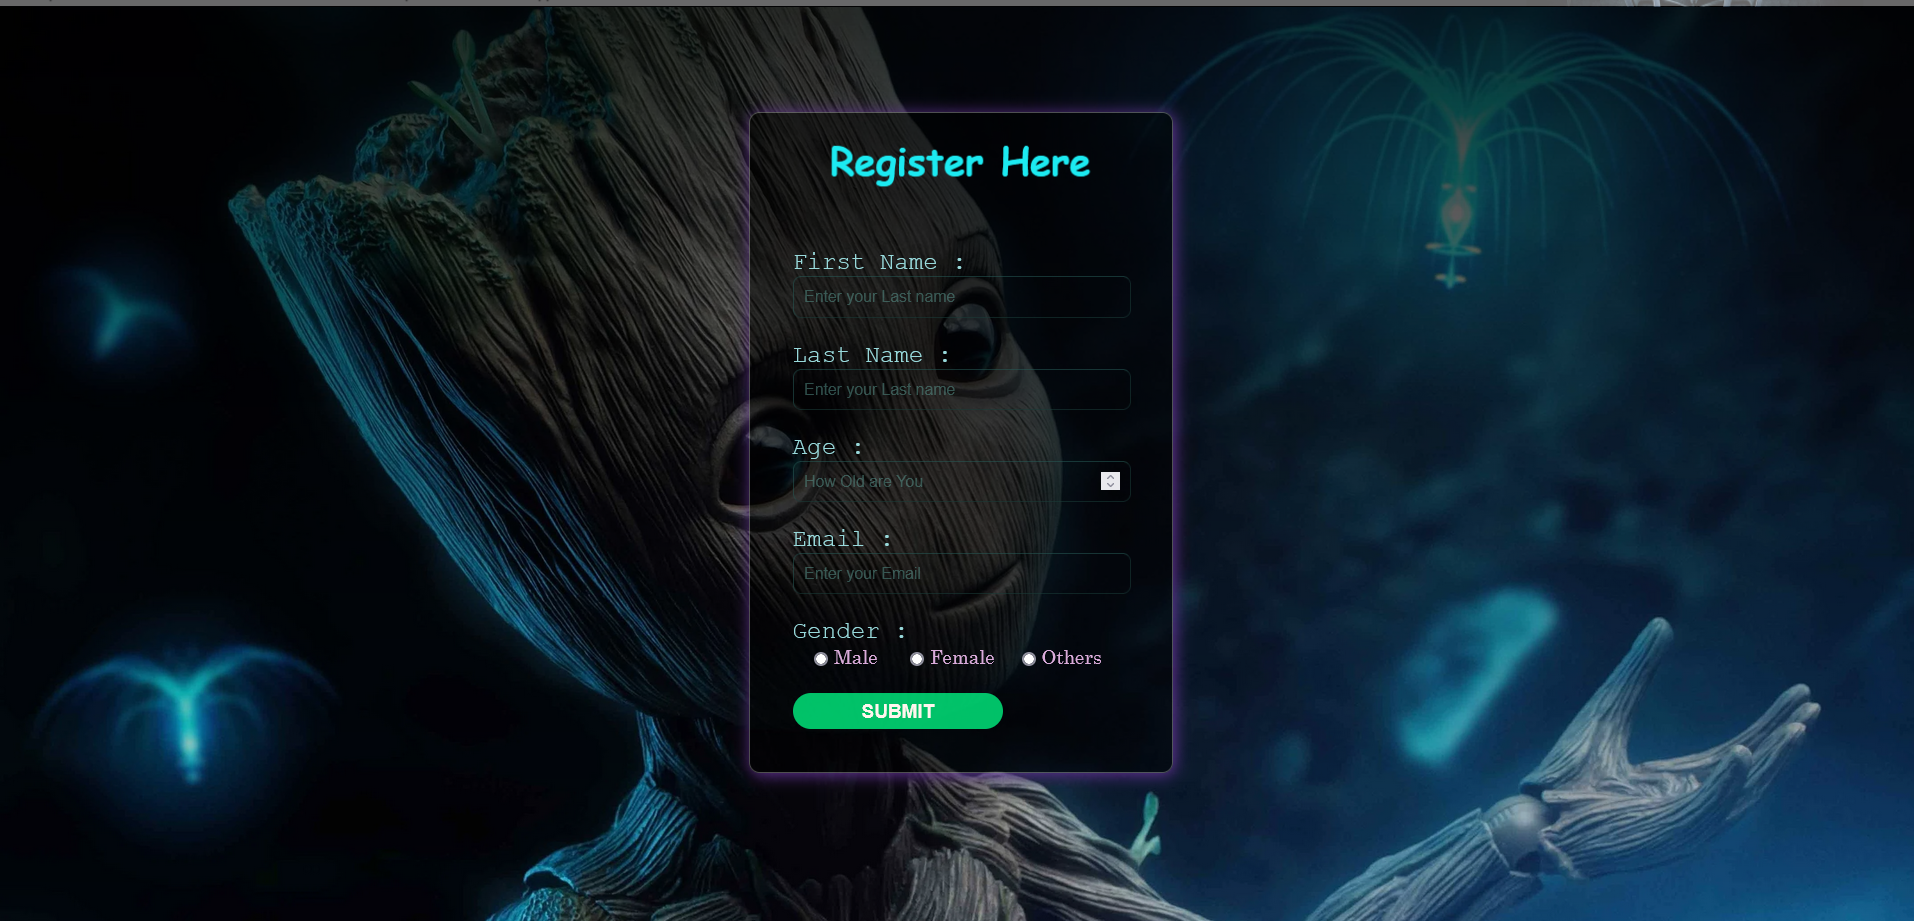 Register Here
First Name :
Enter your Last name
Last Name :
Enter your Last name
Age :
How Old are You
Email :
Enter your Email
Gender :
Male Female Others
SUBMIT